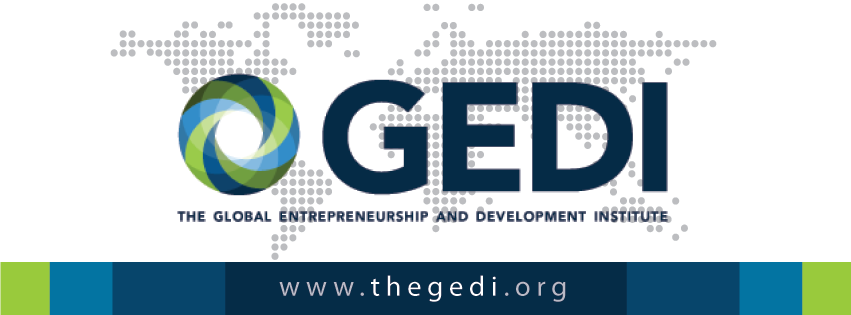 GEDI
THE GLOBAL ENTREPRENEURSHIP AND DEVELOPMENT INSTITUTE
www.thegedi.org